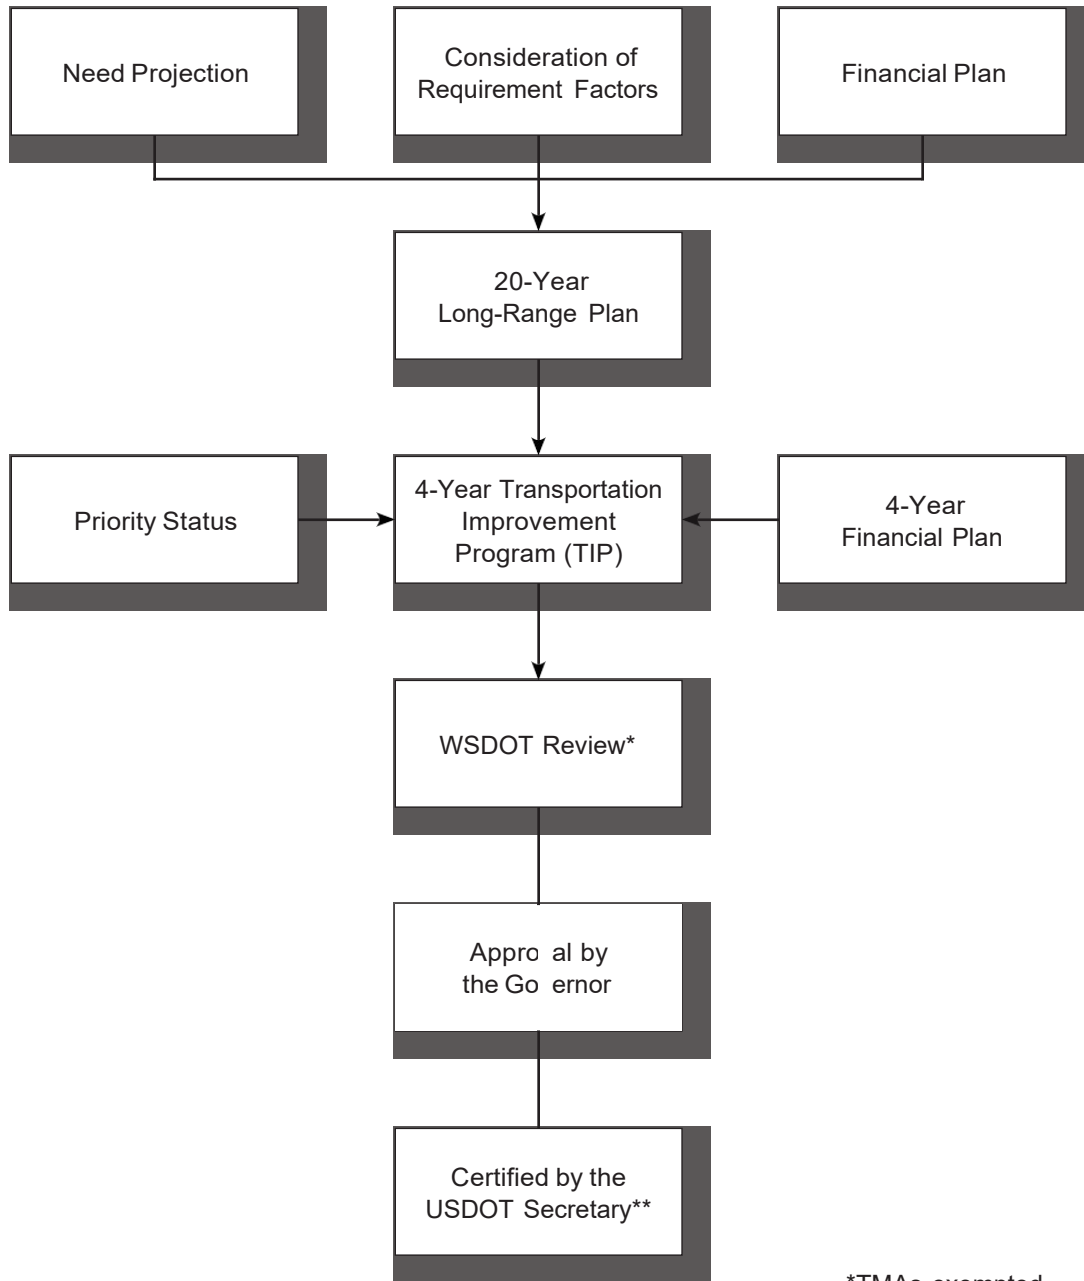 Need Projection
Consideration of
Requirement Factors
Financial Plan
20-Year
Long-Range Plan
Priority Status
4-Year Transportation
Improvement
Program (TIP)
4-Year
Financial Plan
WSDOT Review*
Appro al by
the Go ernor
Certified by the
USDOT Secretary**
*TMAs exempted